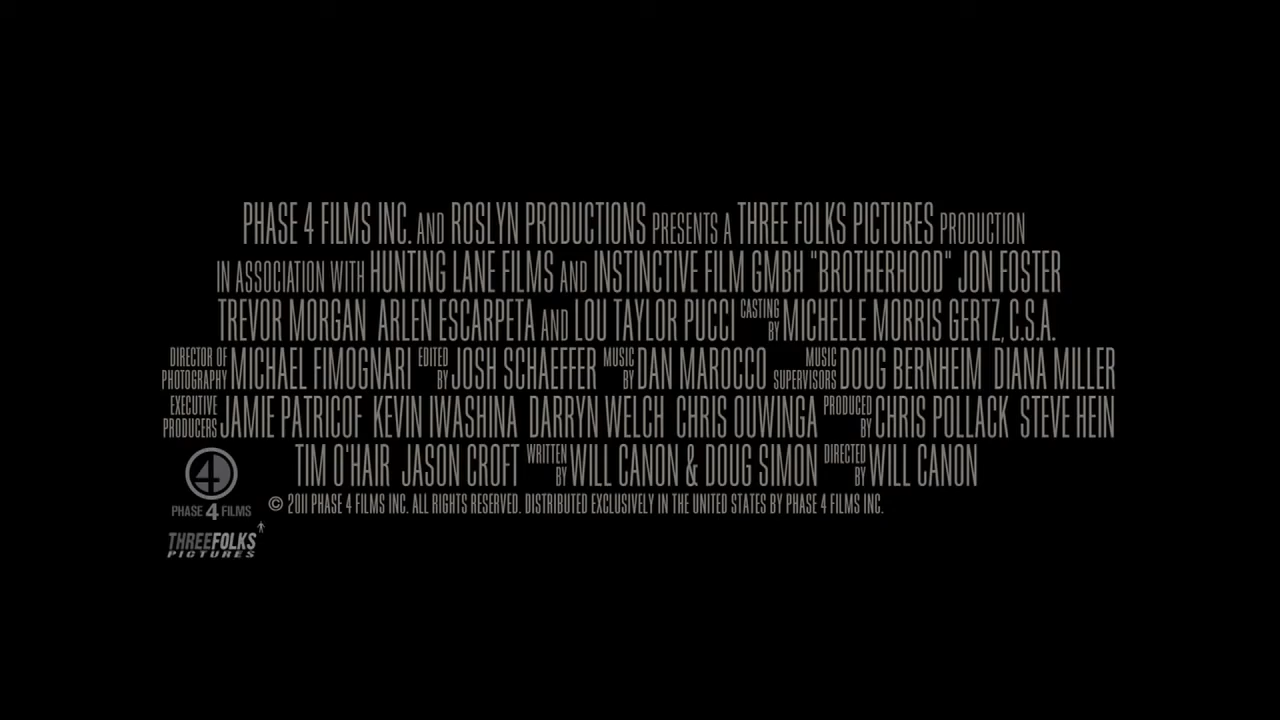 PHASE 4 FILMS INC. AND ROSLYN PRODUCTIONS PRESENTS A THREE FOLKS PICTURES PRODUCTION
IN ASSOCIATION WITH HUNTING LANE FILMS AND INSTINCTIVE FILM GMBH "BROTHERHOOD" JON FOSTER
TREVOR MORGAN ARLEN ESCARPETA AND LOU TAYLOR PUCCI CASTING BY MICHELLE MORRIS GERTZ, C.S.A.
DIRECTOR OF PHOTOGRAPHY MICHAEL FIMOGNARI EDITED BY JOSH SCHAEFFER MUSIC BY DAN MAROCCO MUSIC SUPERVISORS DOUG BERNHEIM DIANA MILLER
EXECUTIVE PRODUCERS JAMIE PATRICOF KEVIN IWASHINA DARRYN WELCH CHRIS OUWINGA PRODUCED BY CHRIS POLLACK STEVE HEIN
TIM O'HAIR JASON CROFT WRITTEN BY WILL CANON & DOUG SIMON DIRECTED BY WILL CANON
4
PHASE 4 FILMS
© 2011 PHASE 4 FILMS INC. ALL RIGHTS RESERVED. DISTRIBUTED EXCLUSIVELY IN THE UNITED STATES BY PHASE 4 FILMS INC.
THREEFOLKS
PICTURES